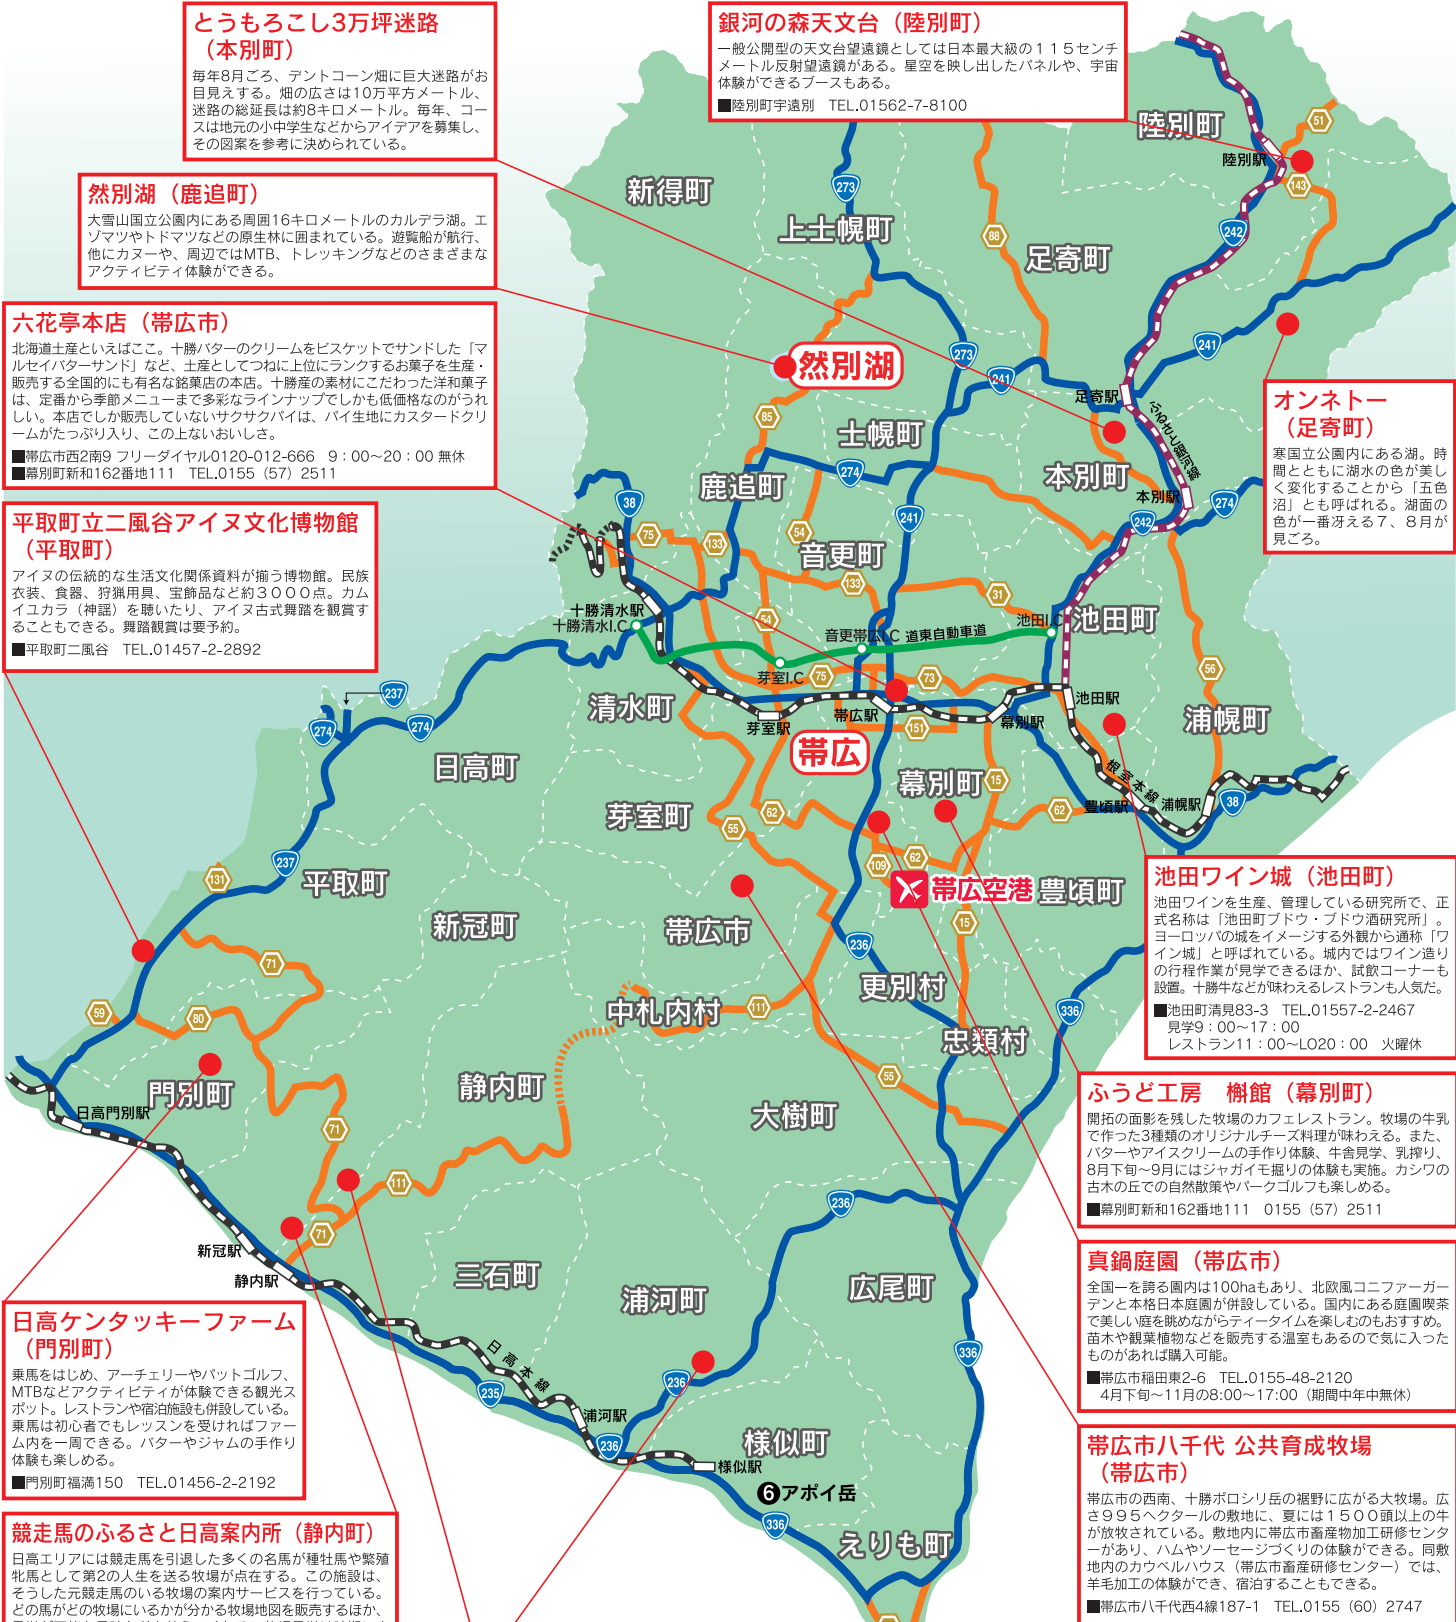 とうもろこし3万坪迷路
（本別町）
毎年8月ごろ、デントコーン畑に巨大迷路がお
目見えする。畑の広さは10万平方メートル、
迷路の総延長は約8キロメートル。毎年、コー
スは地元の小中学生などからアイデアを募集し、
その図案を参考に決められている。
銀河の森天文台（陸別町）
一般公開型の天文台望遠鏡としては日本最大級の１１５センチ
メートル反射望遠鏡がある。星空を映し出したパネルや、宇宙
体験ができるブースもある。
■陸別町宇遠別　TEL.01562-7-8100
然別湖（鹿追町）
大雪山国立公園内にある周囲16キロメートルのカルデラ湖。エ
ゾマツやトドマツなどの原生林に囲まれている。遊覧船が航行、
他にカヌーや、周辺ではMTB、トレッキングなどのさまざまな
アクティビティ体験ができる。
六花亭本店（帯広市）
北海道土産といえばここ。十勝バターのクリームをビスケットでサンドした「マ
ルセイバターサンド」など、土産としてつねに上位にランクするお菓子を生産・
販売する全国的にも有名な銘菓店の本店。十勝産の素材にこだわった洋和菓子
は、定番から季節メニューまで多彩なラインナップでしかも低価格なのがうれ
しい。本店でしか販売していないサクサクパイは、パイ生地にカスタードクリ
ームがたっぷり入り、この上ないおいしさ。
■帯広市西2南9 フリーダイヤル0120-012-666　9：00〜20：00 無休
■幕別町新和162番地111　TEL.0155（57）2511
平取町立二風谷アイヌ文化博物館
（平取町）
アイヌの伝統的な生活文化関係資料が揃う博物館。民族
衣装、食器、狩猟用具、宝飾品など約３０００点。カム
イユカラ（神謡）を聴いたり、アイヌ古式舞踏を観賞す
ることもできる。舞踏観賞は要予約。
■平取町二風谷　TEL.01457-2-2892
オンネトー
（足寄町）
寒国立公園内にある湖。時
間とともに湖水の色が美し
く変化することから「五色
沼」とも呼ばれる。湖面の
色が一番冴える７、８月が
見ごろ。
池田ワイン城（池田町）
池田ワインを生産、管理している研究所で、正
式名称は「池田町ブドウ・ブドウ酒研究所」。
ヨーロッパの城をイメージする外観から通称「ワ
イン城」と呼ばれている。城内ではワイン造り
の行程作業が見学できるほか、試飲コーナーも
設置。十勝牛などが味わえるレストランも人気だ。
■池田町清見83-3　TEL.01557-2-2467
見学9：00〜17：00
レストラン11：00〜LO20：00　火曜休
ふうど工房　槲館（幕別町）
開拓の面影を残した牧場のカフェレストラン。牧場の牛乳
で作った3種類のオリジナルチーズ料理が味わえる。また、
バターやアイスクリームの手作り体験、牛舎見学、乳搾り、
8月下旬〜9月にはジャガイモ掘りの体験も実施。カシワの
古木の丘での自然散策やパークゴルフも楽しめる。
■幕別町新和162番地111　0155（57）2511
真鍋庭園（帯広市）
全国一を誇る園内は100haもあり、北欧風コニファーガー
デンと本格日本庭園が併設している。国内にある庭園喫茶
で美しい庭を眺めながらティータイムを楽しむのもおすすめ。
苗木や観葉植物などを販売する温室もあるので気に入った
ものがあれば購入可能。
■帯広市稲田東2-6　TEL.0155-48-2120
4月下旬〜11月の8:00〜17:00（期間中年中無休）
帯広市八千代 公共育成牧場
（帯広市）
帯広市の西南、十勝ポロシリ岳の裾野に広がる大牧場。広
さ９９５ヘクタールの敷地に、夏には１５００頭以上の牛
が放牧されている。敷地内に帯広市畜産物加工研修センタ
ーがあり、ハムやソーセージづくりの体験ができる。同敷
地内のカウベルハウス（帯広市畜産研修センター）では、
羊毛加工の体験ができ、宿泊することもできる。
■帯広市八千代西4線187-1　TEL.0155（60）2747
日高ケンタッキーファーム
（門別町）
乗馬をはじめ、アーチェリーやパットゴルフ、
MTBなどアクティビティが体験できる観光ス
ポット。レストランや宿泊施設も併設している。
乗馬は初心者でもレッスンを受ければファー
ム内を一周できる。バターやジャムの手作り
体験も楽しめる。
■門別町福満150　TEL.01456-2-2192
競走馬のふるさと日高案内所（静内町）
日高エリアには競走馬を引退した多くの名馬が種牡馬や繁殖
牝馬として第2の人生を送る牧場が点在する。この施設は、
そうした元競走馬のいる牧場の案内サービスを行っている。
どの馬がどの牧場にいるかが分かる牧場地図を販売するほか、
陸別町
51
陸別駅
143
新得町
273
上士幌町
88
足寄町
242
241
273
然別湖
241
足寄駅
ふるさと銀河線
85
士幌町
274
本別町
鹿追町
本別駅
274
38
241
242
75
133
54
音更町
133
31
十勝清水駅
十勝清水I.C
54
音更帯広I.C
道東自動車道
池田I.C
池田町
56
芽室I.C
75
73
237
清水町
芽室駅
帯広駅
151
幕別駅
池田駅
浦幌町
274
274
日高町
帯広
幕別町
15
根室本線
芽室町
55
62
62
豊頃駅
浦幌駅
38
237
131
平取町
109
62
帯広空港
豊頃町
新冠町
帯広市
15
71
236
更別村
59
80
中札内村
111
336
忠類村
門別町
静内町
55
日高門別駅
大樹町
71
111
236
71
新冠駅
静内駅
三石町
浦河町
広尾町
日高本線
336
235
236
浦河駅
236
様似町
様似駅
❻アポイ岳
336
えりも町